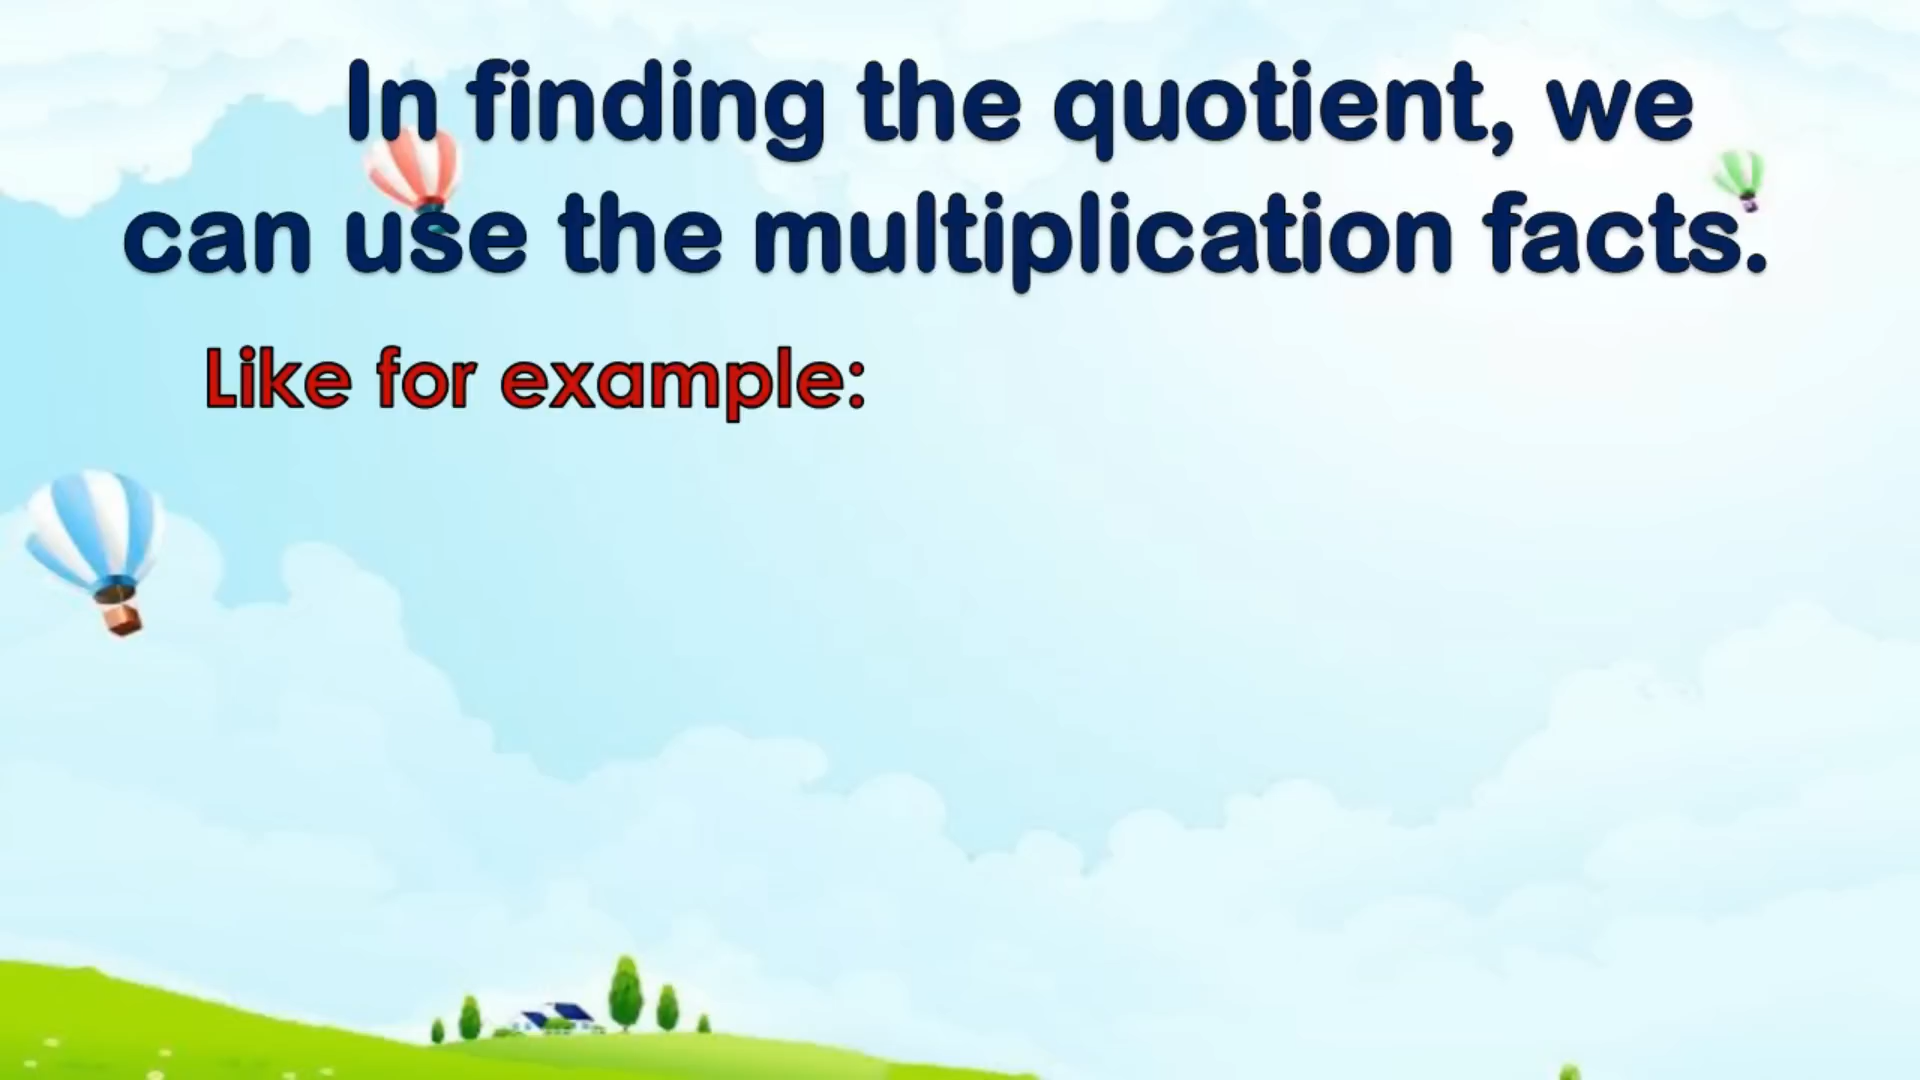 In finding the quotient, we
can use the multiplication facts.
Like for example: